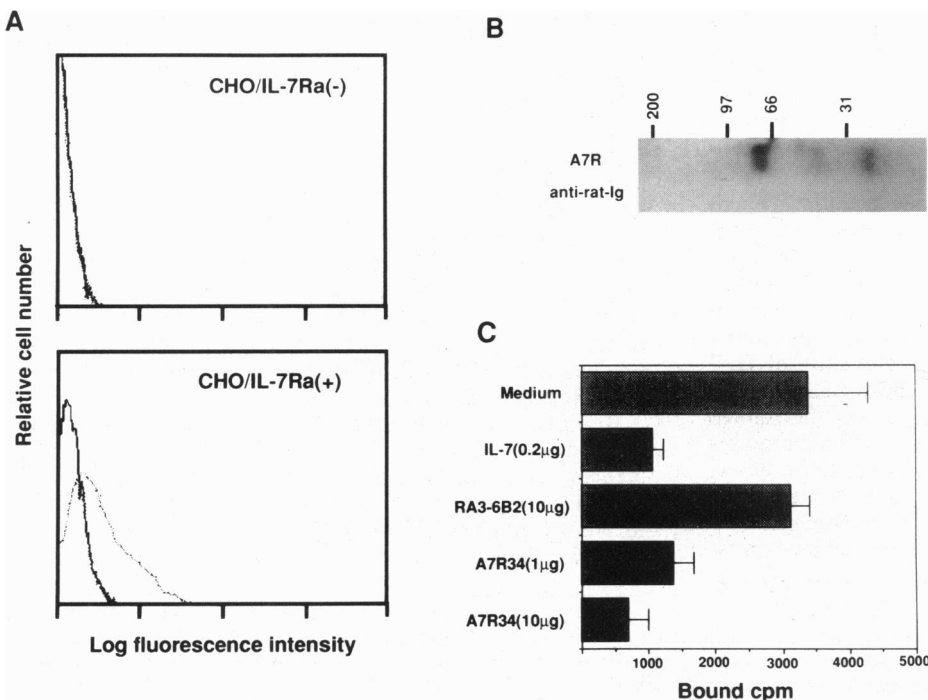 A
CHO/IL-7Ra(-)
CHO/IL-7Ra(+)
Relative cell number
Log fluorescence intensity
B
200
97
66
31
A7R
anti-rat-Ig
C
Medium
IL-7(0.2µg)
RA3-6B2(10µg)
A7R34(1µg)
A7R34(10µg)
1000
2000
3000
4000
5000
Bound cpm